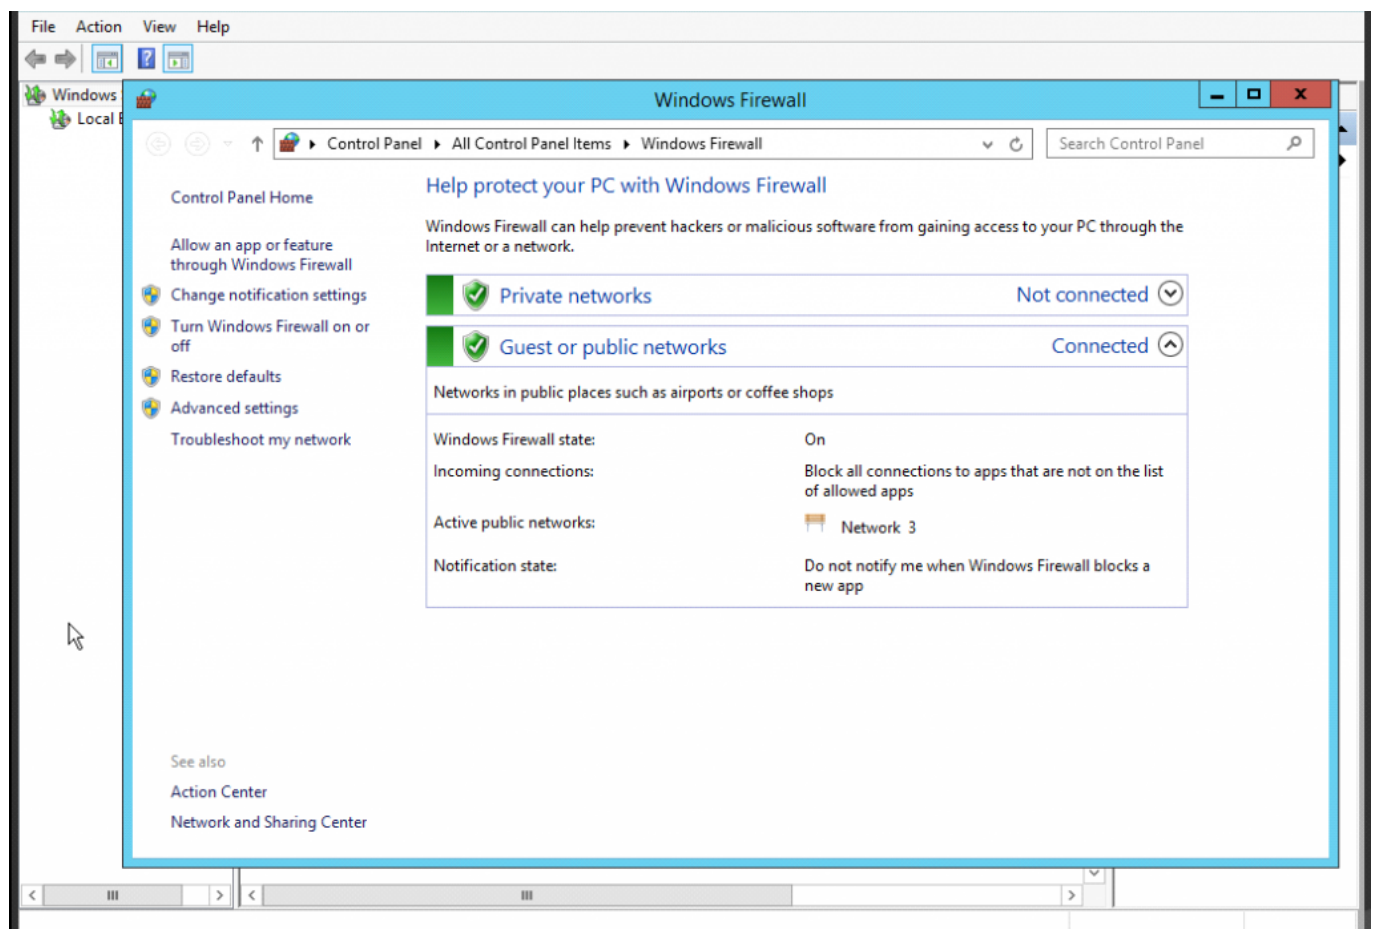 File Action View Help
Windows
Local
Windows Firewall
Control Panel All Control Panel Items Windows Firewall
Search Control Panel
Control Panel Home
Allow an app or feature
through Windows Firewall
Change notification settings
Turn Windows Firewall on or
off
Restore defaults
Advanced settings
Troubleshoot my network
Help protect your PC with Windows Firewall
Windows Firewall can help prevent hackers or malicious software from gaining access to your PC through the
Internet or a network.
Private networks Not connected
Guest or public networks Connected
Networks in public places such as airports or coffee shops
Windows Firewall state: On
Incoming connections: Block all connections to apps that are not on the list
of allowed apps
Active public networks: Network 3
Notification state: Do not notify me when Windows Firewall blocks a
new app
See also
Action Center
Network and Sharing Center